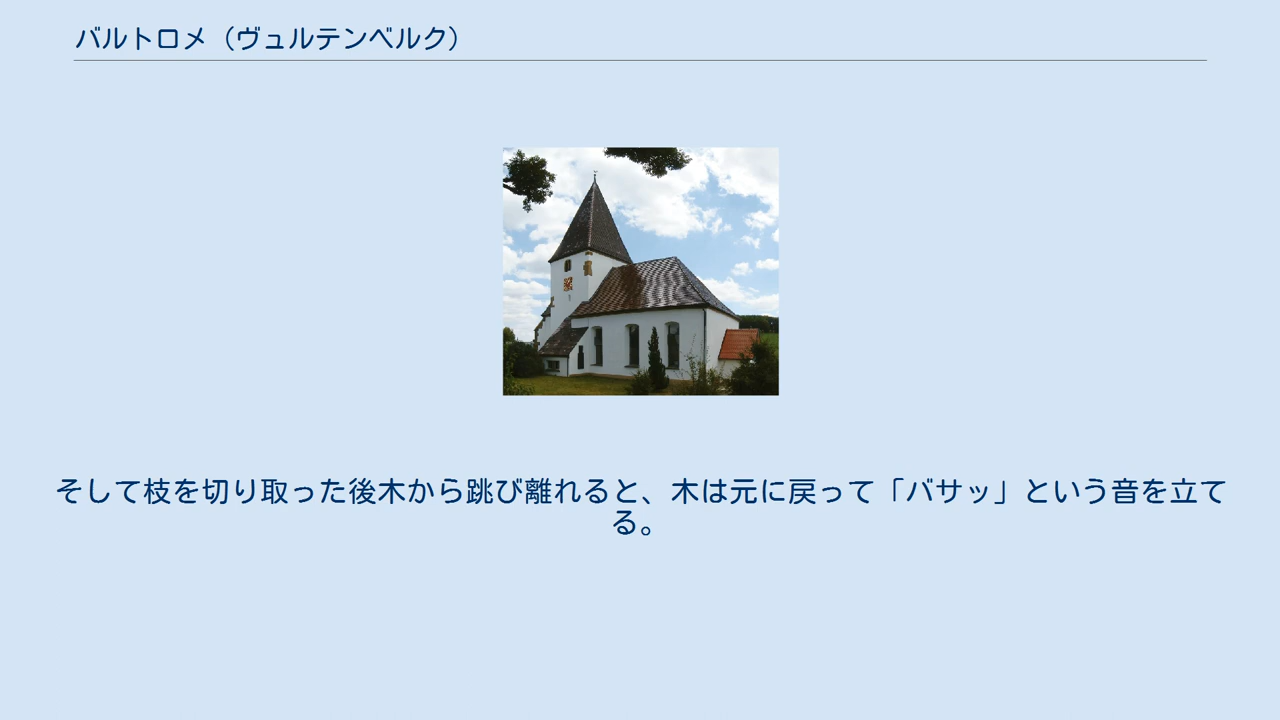 バルトロメ（ヴュルテンベルク）
そして枝を切り取った後木から跳び離れると、木は元に戻って「バサッ」という音を立て
る。